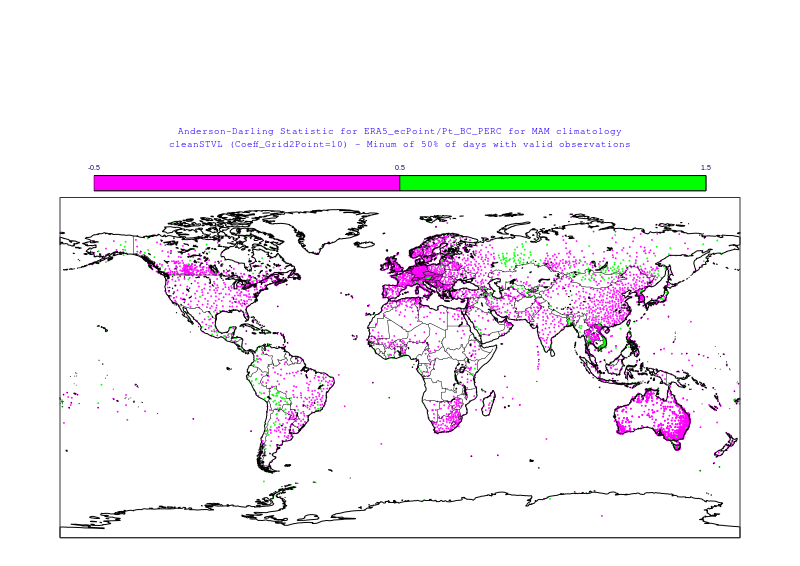 Anderson-Darling Statistic for ERA5_ecPoint/Pt_BC_PERC for MAM climatology
cleanSTVL (Coeff_Grid2Point=10) - Minum of 50% of days with valid observations
-0.5 0.5 1.5